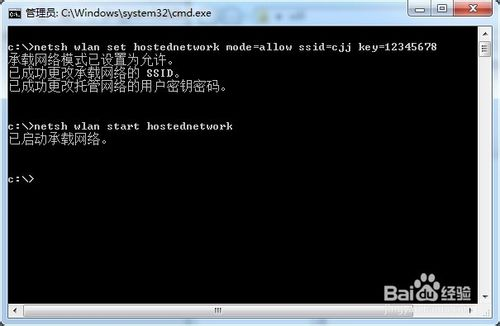 管理员: C:\Windows\system32\cmd.exe
c:\>netsh wlan set hostednetwork mode=allow ssid=cjj key=12345678
承载网络模式已设置为允许。
已成功更改承载网络的 SSID。
已成功更改托管网络的用户密钥密码。
c:\>netsh wlan start hostednetwork
已启动承载网络。
c:\>
Baidu经验